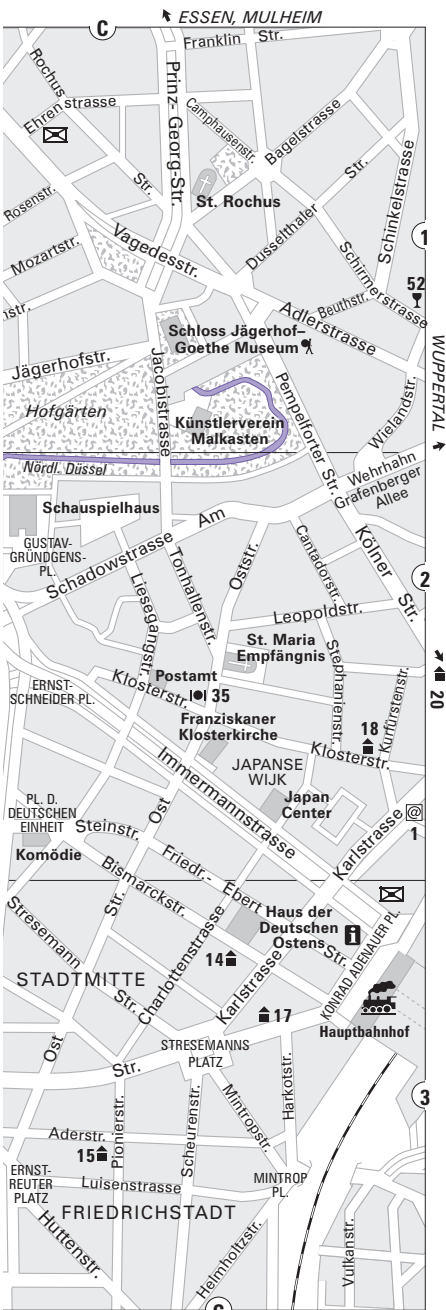 ESSEN, MULHEIM
C
Franklin Str.
Rochus
Str.
Ehrenstrasse
Prinz-Georg-Str.
Camphausenstr.
Bagelstrasse
St. Rochus
Rosenstr.
Mozartstr.
Vagedesstr.
Dusselthaler
Str.
Schinkelstrasse
Schirmerstrasse
1
52
Beuthstr.
Adlerstrasse
nstr.
Schloss Jägerhof–
Goethe Museum
WUPPERTAL
Jägerhofstr.
Jacobistrasse
Hofgärten
Künstlerverein
Malkasten
Pempelforter Str.
Wielandstr.
Nördl. Düssel
Wehrhahn
Grafenberger
Allee
Schauspielhaus
GUSTAV-
GRÜNDGENS-
PL.
Schadowstrasse
Am
Liesegangstr.
Tonhallenstr.
Oststr.
Cantadorstr.
Kölner
Str.
2
Leopoldstr.
St. Maria
Empfängnis
Stephanienstr.
Kurfürstenstr.
20
ERNST-
SCHNEIDER PL.
Klosterstr.
Postamt
35
Franziskaner
Klosterkirche
18
Klosterstr.
JAPANSE
WIJK
Immermannstrasse
Japan
Center
@
1
Karlstrasse
PL. D.
DEUTSCHEN
EINHEIT
Steinstr.
Ost
Str.
Komödie
Friedr.-
Ebert
Str.
Bismarckstr.
Stresemann
Str.
Charlottenstrasse
Haus der
Deutschen
Ostens
i
KONRAD ADENAUER PL.
14
Karlstrasse
STADTMITTE
17
Hauptbahnhof
STRESEMANNS
PLATZ
Ost
Str.
Harkotstr.
Mintropstr.
3
Aderstr.
15
Pionierstr.
Scheurenstr.
ERNST-
REUTER
PLATZ
Luisenstrasse
MINTROP
PL.
FRIEDRICHSTADT
Huttenstr.
Helmholtzstr.
Vulkanstr.
C